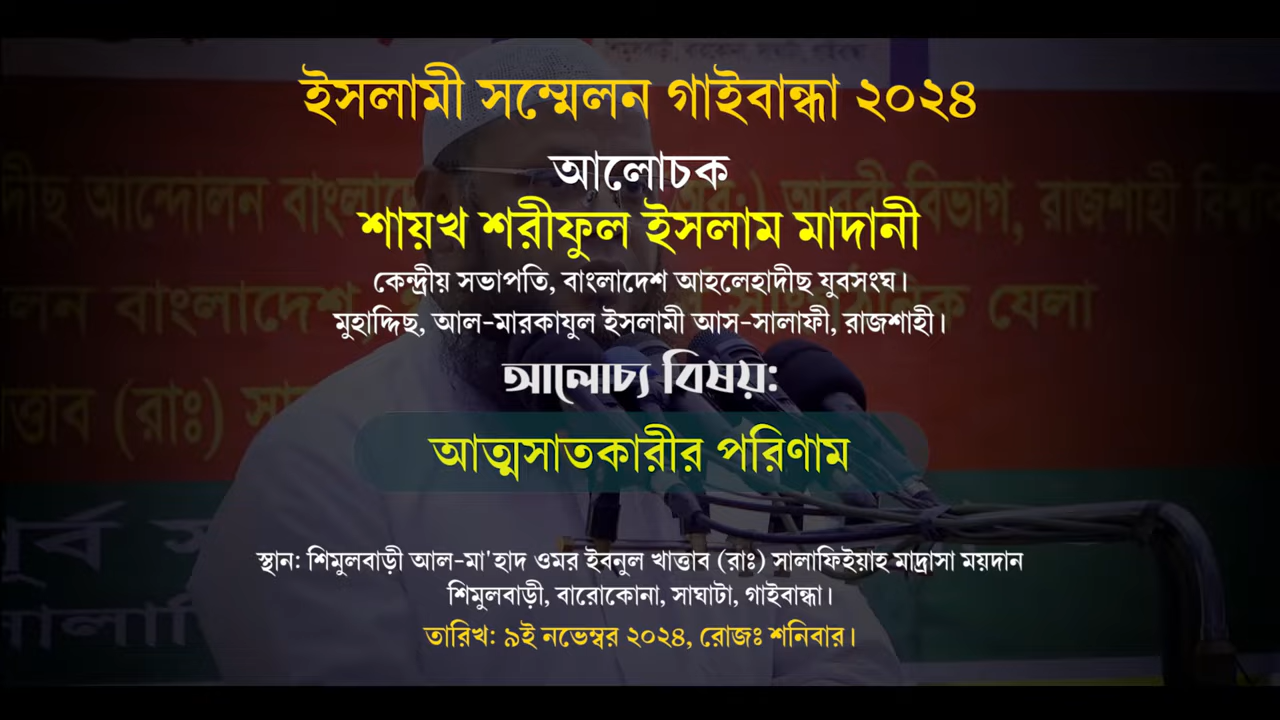 ইসলামী সম্মেলন গাইবান্ধা ২০২৪
আলোচক
শায়খ শরীফুল ইসলাম মাদানী
কেন্দ্রীয় সভাপতি, বাংলাদেশ আহলেহাদীছ যুবসংঘ।
মুহাদ্দিছ, আল-মারকাযুল ইসলামী আস-সালাফী, রাজশাহী।
আলোচ্য বিষয়:
আত্মসাতকারীর পরিণাম
স্থান: শিমুলবাড়ী আল-মা'হাদ ওমর ইবনুল খাত্তাব (রাঃ) সালাফিইয়াহ মাদ্রাসা ময়দান
শিমুলবাড়ী, বারোকোনা, সাঘাটা, গাইবান্ধা।
তারিখ: ৯ই নভেম্বর ২০২৪, রোজঃ শনিবার।